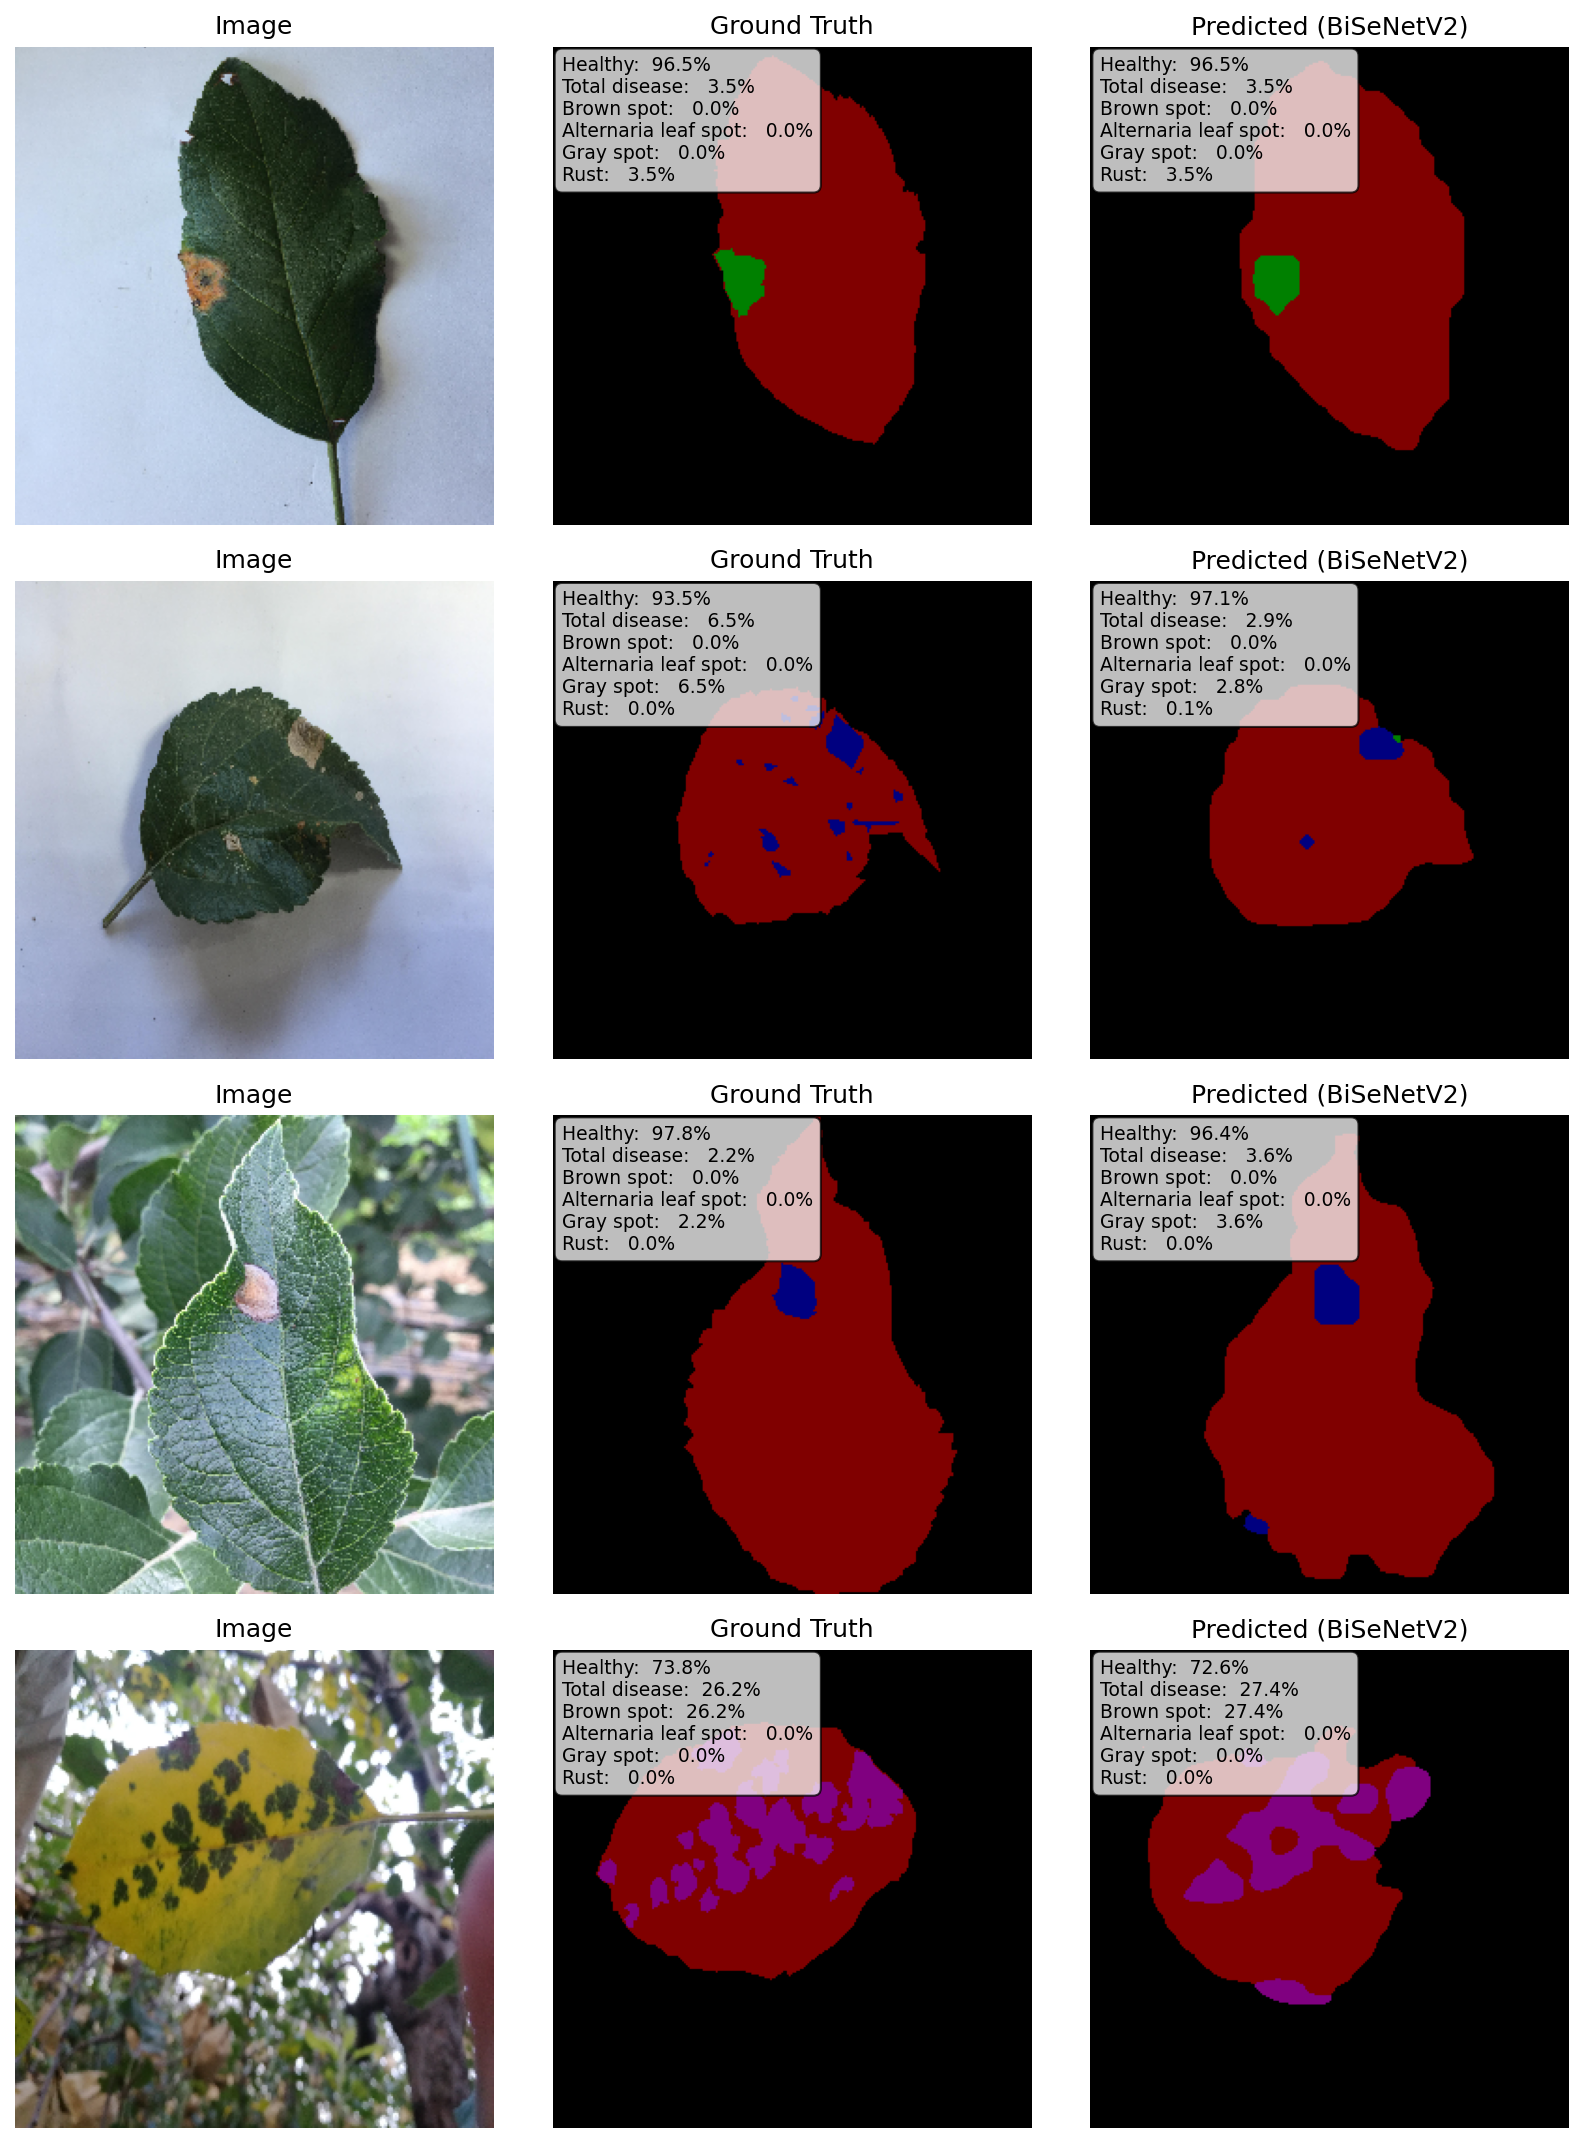 Image
Ground Truth
Predicted (BiSeNetV2)
Healthy: 96.5%
Total disease: 3.5%
Brown spot: 0.0%
Alternaria leaf spot: 0.0%
Gray spot: 0.0%
Rust: 3.5%
Healthy: 96.5%
Total disease: 3.5%
Brown spot: 0.0%
Alternaria leaf spot: 0.0%
Gray spot: 0.0%
Rust: 3.5%
Image
Ground Truth
Predicted (BiSeNetV2)
Healthy: 93.5%
Total disease: 6.5%
Brown spot: 0.0%
Alternaria leaf spot: 0.0%
Gray spot: 6.5%
Rust: 0.0%
Healthy: 97.1%
Total disease: 2.9%
Brown spot: 0.0%
Alternaria leaf spot: 0.0%
Gray spot: 2.8%
Rust: 0.1%
Image
Ground Truth
Predicted (BiSeNetV2)
Healthy: 97.8%
Total disease: 2.2%
Brown spot: 0.0%
Alternaria leaf spot: 0.0%
Gray spot: 2.2%
Rust: 0.0%
Healthy: 96.4%
Total disease: 3.6%
Brown spot: 0.0%
Alternaria leaf spot: 0.0%
Gray spot: 3.6%
Rust: 0.0%
Image
Ground Truth
Predicted (BiSeNetV2)
Healthy: 73.8%
Total disease: 26.2%
Brown spot: 26.2%
Alternaria leaf spot: 0.0%
Gray spot: 0.0%
Rust: 0.0%
Healthy: 72.6%
Total disease: 27.4%
Brown spot: 27.4%
Alternaria leaf spot: 0.0%
Gray spot: 0.0%
Rust: 0.0%